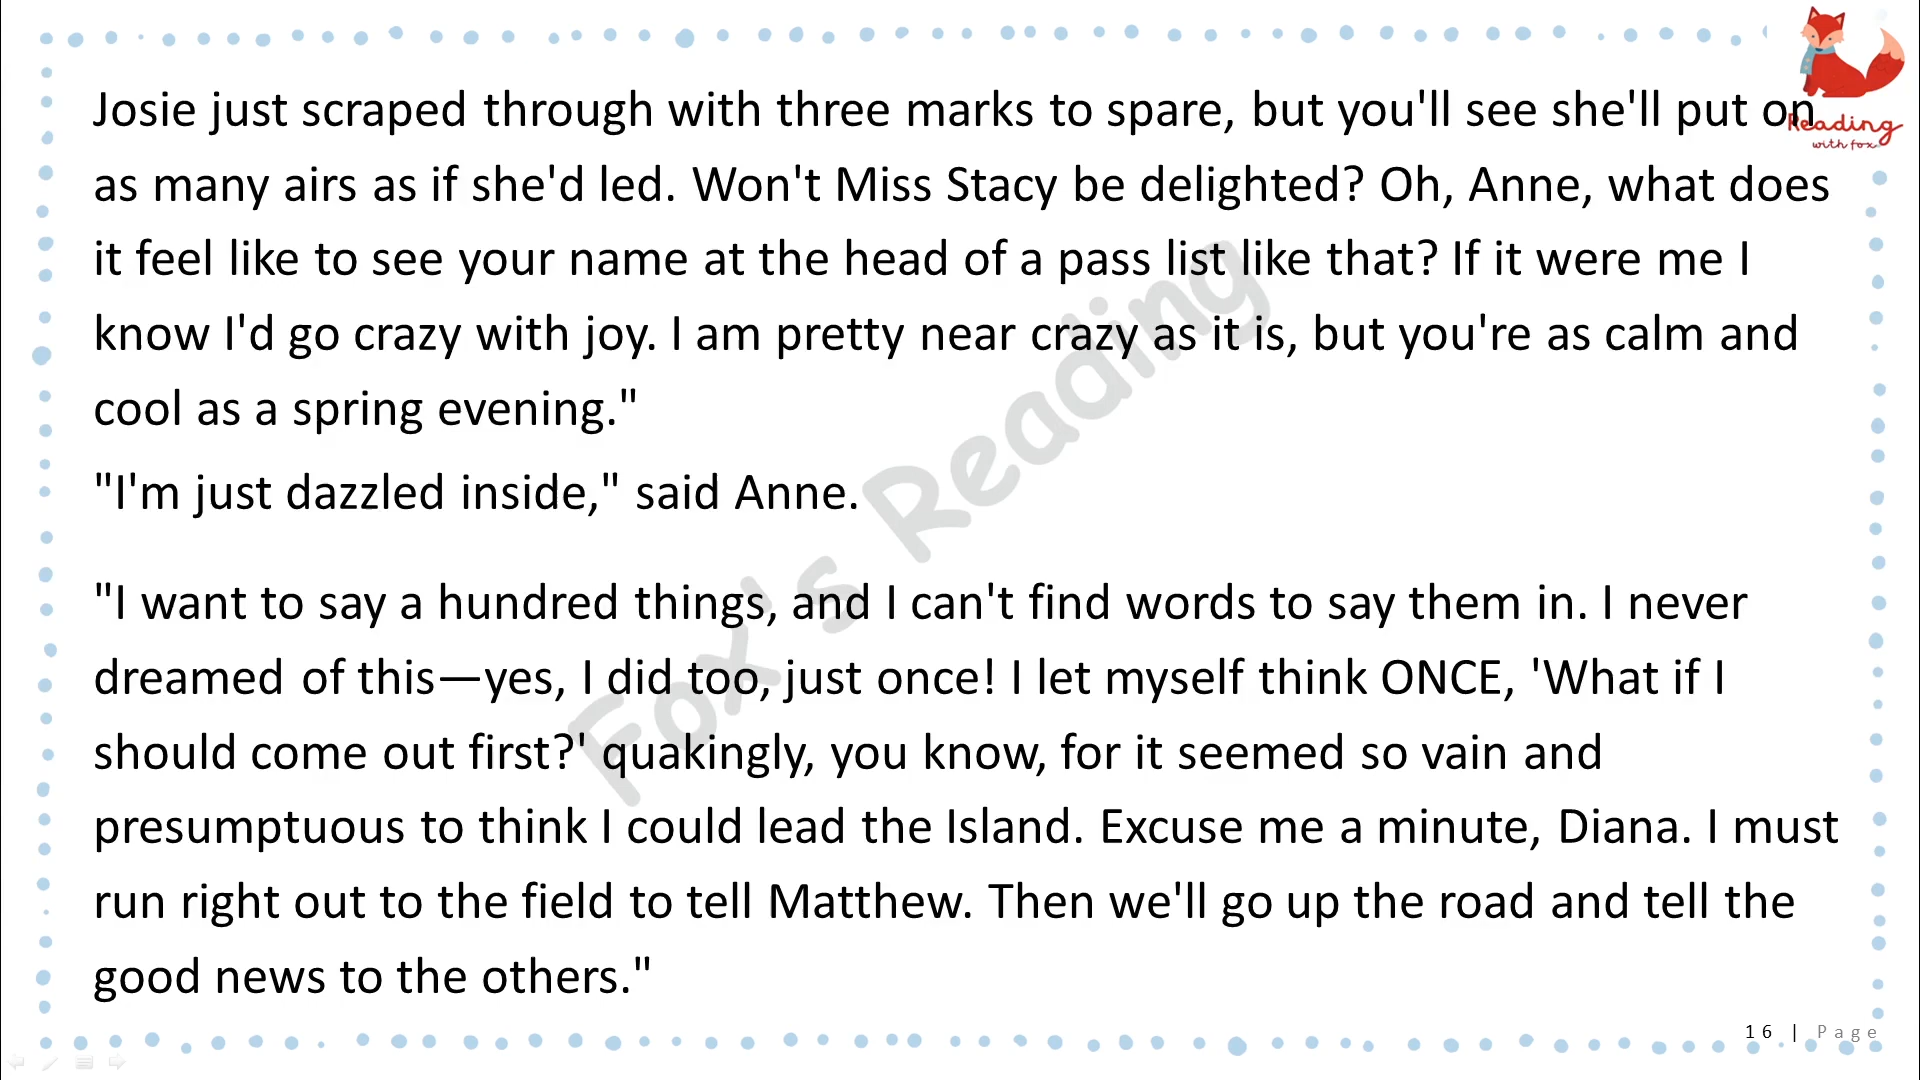 Josie just scraped through with three marks to spare, but you'll see she'll put on
as many airs as if she'd led. Won't Miss Stacy be delighted? Oh, Anne, what does
it feel like to see your name at the head of a pass list like that? If it were me I
know I'd go crazy with joy. I am pretty near crazy as it is, but you're as calm and
cool as a spring evening."
"I'm just dazzled inside," said Anne.
"I want to say a hundred things, and I can't find words to say them in. I never
dreamed of this—yes, I did too, just once! I let myself think ONCE, 'What if I
should come out first?' quakingly, you know, for it seemed so vain and
presumptuous to think I could lead the Island. Excuse me a minute, Diana. I must
run right out to the field to tell Matthew. Then we'll go up the road and tell the
good news to the others."
Reading
with fox
Fox's Reading
16 | Page